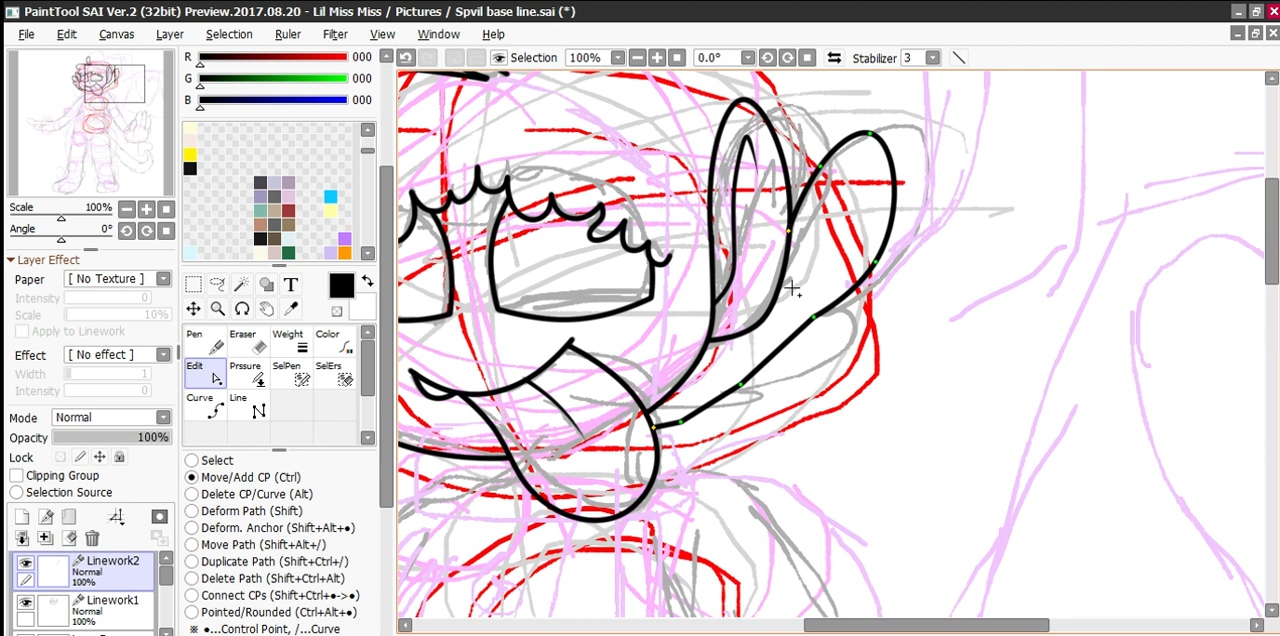 PaintTool SAI Ver.2 (32bit) Preview.2017.08.20 - Lil Miss Miss / Pictures / Spvil base line.sai (*)
File Edit Canvas Layer Selection Ruler Filter View Window Help
Selection 100% 0.0° Stabilizer 3
R 000
G 000
B 000
Scale 100%
Angle 0°
Layer Effect
Paper [ No Texture ]
Intensity 0
Scale 10%
Apply to Linework
Effect [ No effect ]
Width 1
Intensity 0
Mode Normal
Opacity 100%
Lock
Clipping Group
Selection Source
Linework2
Normal
100%
Linework1
Normal
100%
T
Pen Eraser Weight Color
Edit Prssure SelPen SelErs
Curve Line
Select
Move/Add CP (Ctrl)
Delete CP/Curve (Alt)
Deform Path (Shift)
Deform. Anchor (Shift+Alt+●)
Move Path (Shift+Alt+/)
Duplicate Path (Shift+Ctrl+/)
Delete Path (Shift+Ctrl+Alt)
Connect CPs (Shift+Ctrl+●->●)
Pointed/Rounded (Ctrl+Alt+●)
※ ●...Control Point, /...Curve